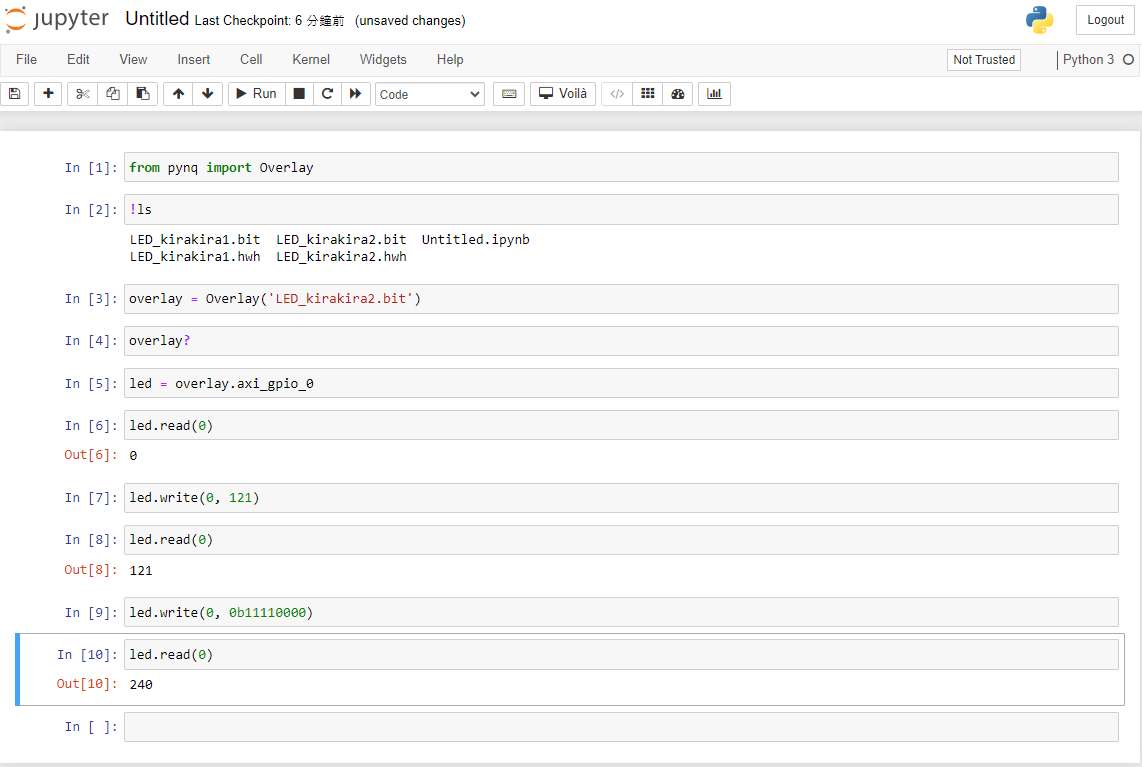 jupyter Untitled Last Checkpoint: 6 分鐘前 (unsaved changes) Logout
File Edit View Insert Cell Kernel Widgets Help Not Trusted Python 3
Run Code Voilà
In [1]: from pynq import Overlay
In [2]: !ls
LED_kirakira1.bit LED_kirakira2.bit Untitled.ipynb
LED_kirakira1.hwh LED_kirakira2.hwh
In [3]: overlay = Overlay('LED_kirakira2.bit')
In [4]: overlay?
In [5]: led = overlay.axi_gpio_0
In [6]: led.read(0)
Out[6]: 0
In [7]: led.write(0, 121)
In [8]: led.read(0)
Out[8]: 121
In [9]: led.write(0, 0b11110000)
In [10]: led.read(0)
Out[10]: 240
In [ ]: